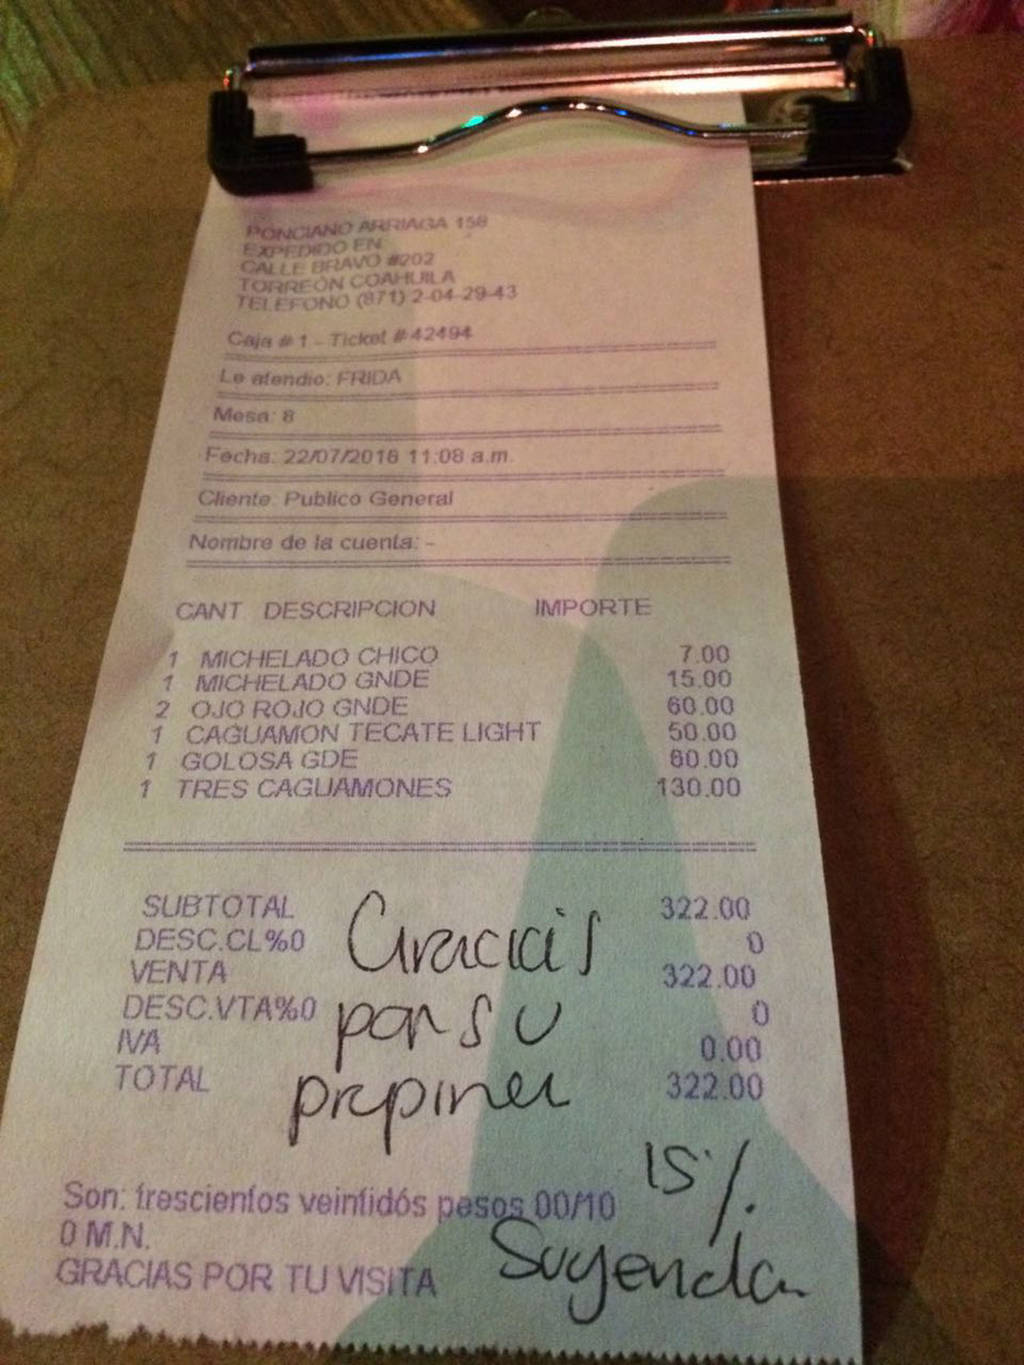 PONCIANO ARRIAGA 158
EXPEDIDO EN
CALLE BRAVO #202
TORREÓN COAHUILA
TELEFONO (871) 2-04-29-43
Caja # 1 - Ticket # 42494
Le atendio: FRIDA
Mesa: 8
Fecha: 22/07/2016 11:08 a.m.
Cliente: Publico General
Nombre de la cuenta: -
CANT DESCRIPCION IMPORTE
1 MICHELADO CHICO 7.00
1 MICHELADO GNDE 15.00
2 OJO ROJO GNDE 60.00
1 CAGUAMON TECATE LIGHT 50.00
1 GOLOSA GDE 60.00
1 TRES CAGUAMONES 130.00
SUBTOTAL 322.00
DESC.CL%0 0
VENTA 322.00
DESC.VTA%0 0
IVA 0.00
TOTAL 322.00
Gracias
por su
propina
15%
Sugerida
Son: trescientos veintidós pesos 00/10
0 M.N.
GRACIAS POR TU VISITA